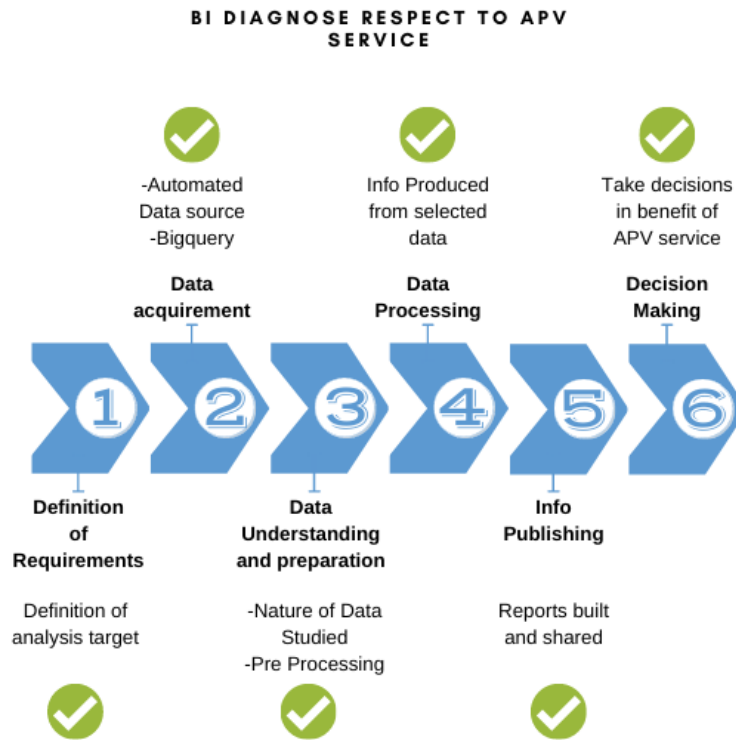 BI DIAGNOSE RESPECT TO APV
SERVICE
-Automated
Data source
-Bigquery
Info Produced
from selected
data
Take decisions
in benefit of
APV service
Data
acquirement
Data
Processing
Decision
Making
1
2
3
4
5
6
Definition
of
Requirements
Data
Understanding
and preparation
Info
Publishing
Definition of
analysis target
-Nature of Data
Studied
-Pre Processing
Reports built
and shared